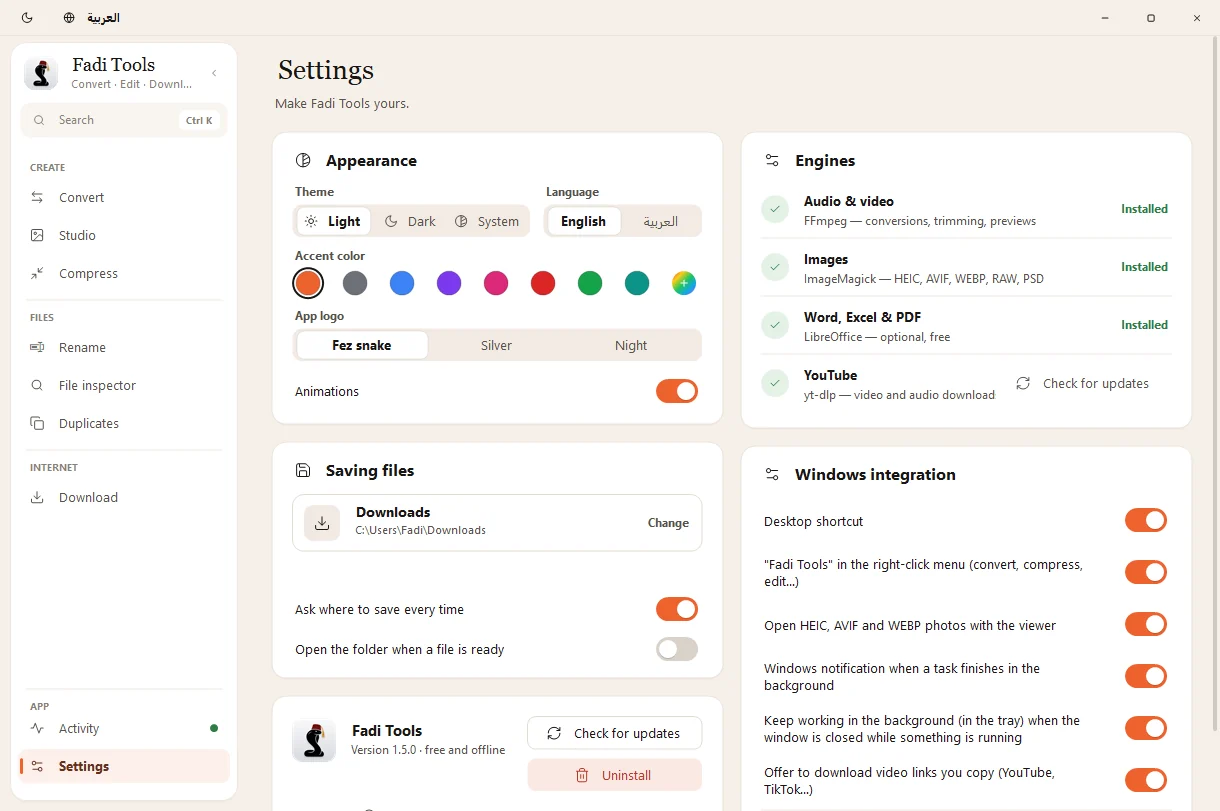 العربية
Fadi Tools
Convert · Edit · Downl...
Search
Ctrl K
CREATE
Convert
Studio
Compress
FILES
Rename
File inspector
Duplicates
INTERNET
Download
APP
Activity
Settings
Settings
Make Fadi Tools yours.
Appearance
Theme
Light
Dark
System
Language
English
العربية
Accent color
App logo
Fez snake
Silver
Night
Animations
Saving files
Downloads
C:\Users\Fadi\Downloads
Change
Ask where to save every time
Open the folder when a file is ready
Fadi Tools
Version 1.5.0 · free and offline
Check for updates
Uninstall
Engines
Audio & video
FFmpeg — conversions, trimming, previews
Installed
Images
ImageMagick — HEIC, AVIF, WEBP, RAW, PSD
Installed
Word, Excel & PDF
LibreOffice — optional, free
Installed
YouTube
yt-dlp — video and audio download
Check for updates
Windows integration
Desktop shortcut
"Fadi Tools" in the right-click menu (convert, compress,
edit...)
Open HEIC, AVIF and WEBP photos with the viewer
Windows notification when a task finishes in the
background
Keep working in the background (in the tray) when the
window is closed while something is running
Offer to download video links you copy (YouTube,
TikTok...)